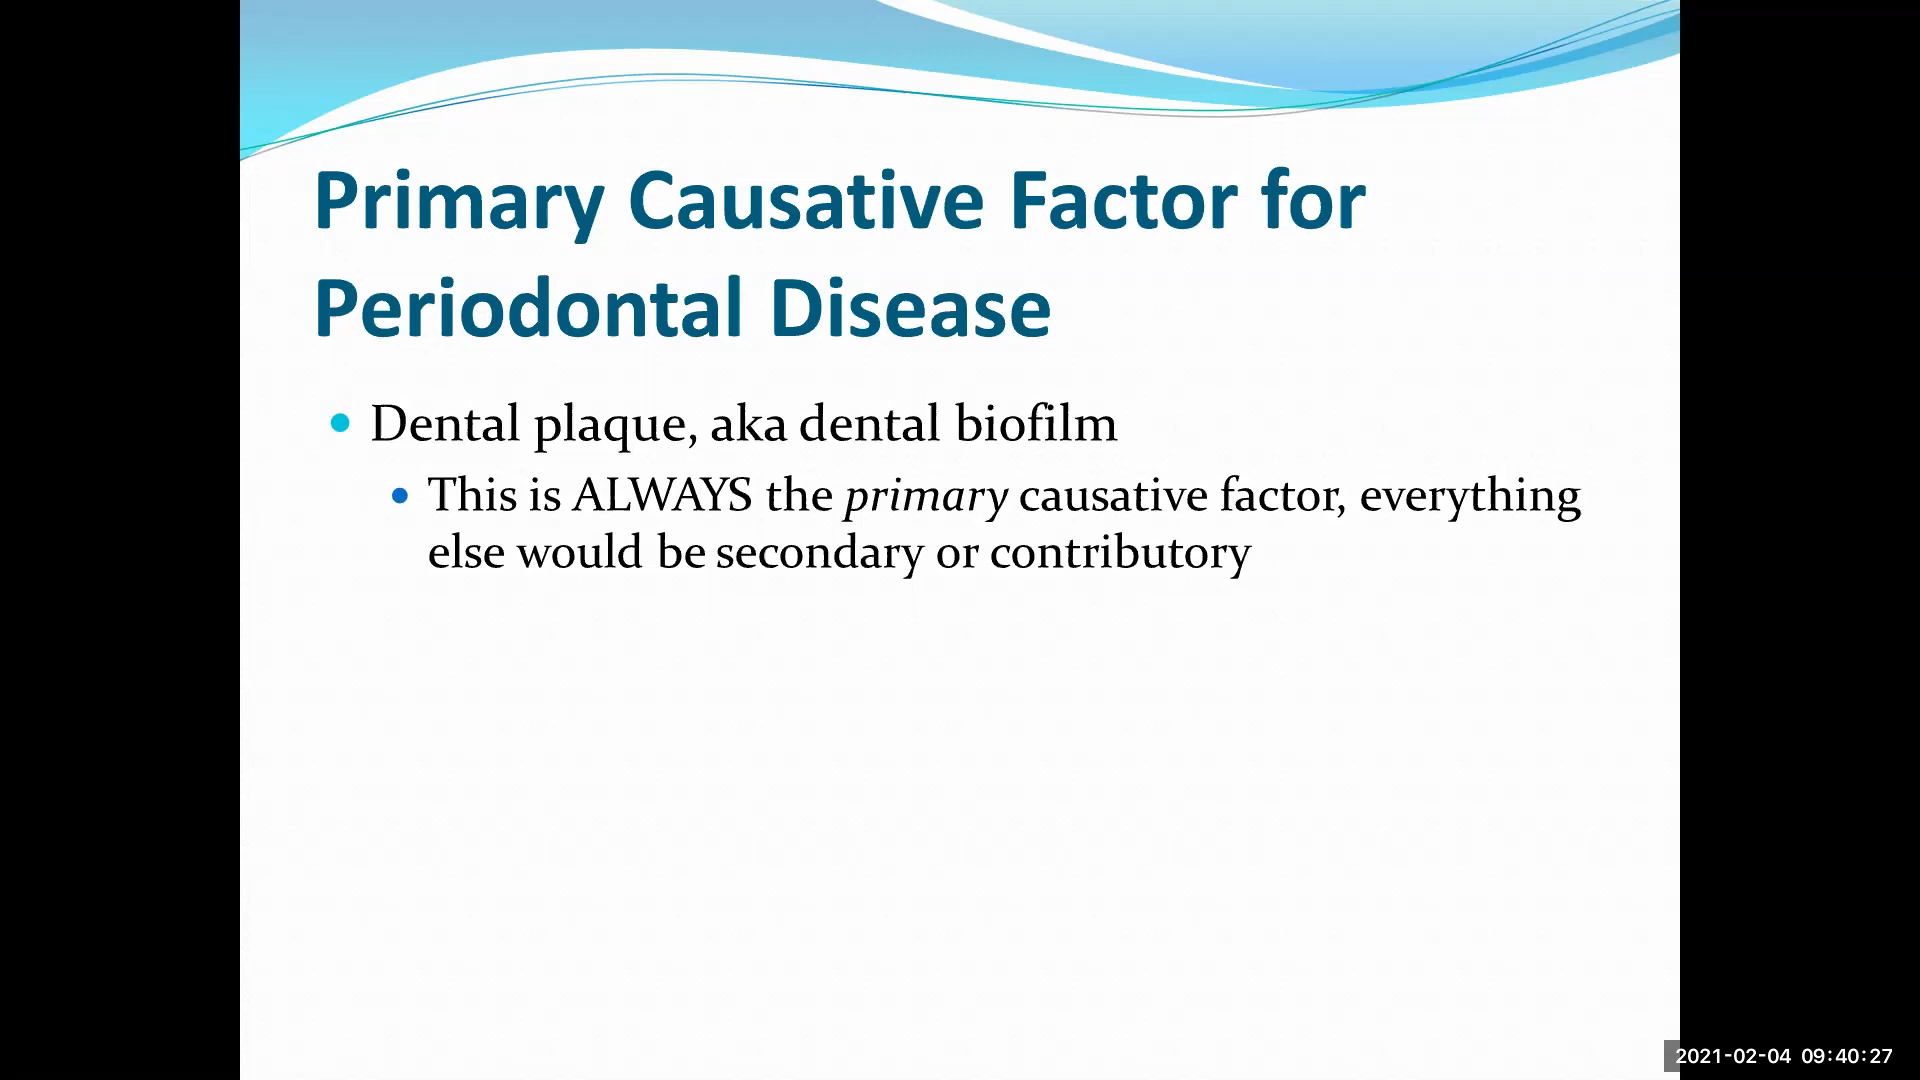 Primary Causative Factor for
Periodontal Disease
Dental plaque, aka dental biofilm
This is ALWAYS the primary causative factor, everything
else would be secondary or contributory
2021-02-04 09:40:27